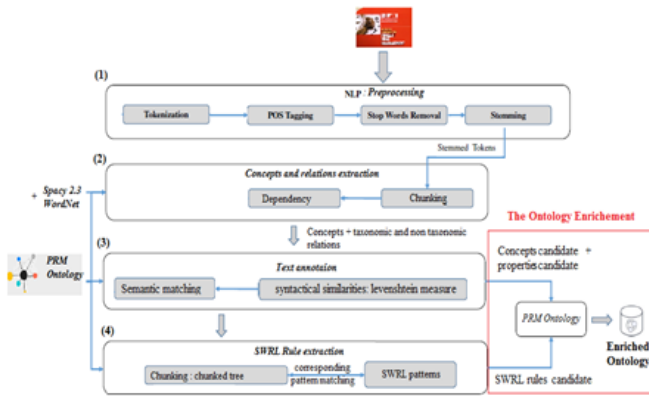 (1)
NLP : Preprocessing
Tokenization
POS Tagging
Stop Words Removal
Stemming
Stemmed Tokens
(2)
Concepts and relations extraction
Dependency
Chunking
+ Spacy 2.3
WordNet
Concepts + taxonomic and non taxonomic
relations
The Ontology Enrichement
PRM
Ontology
(3)
Text annotaion
Semantic matching
syntactical similarities: levenshtein measure
Concepts candidate +
propertiescandidate
PRM Ontology
Enriched
Ontology
(4)
SWRL Rule extraction
Chunking : chunked tree
corresponding
pattern matching
SWRL patterns
SWRL rules candidate